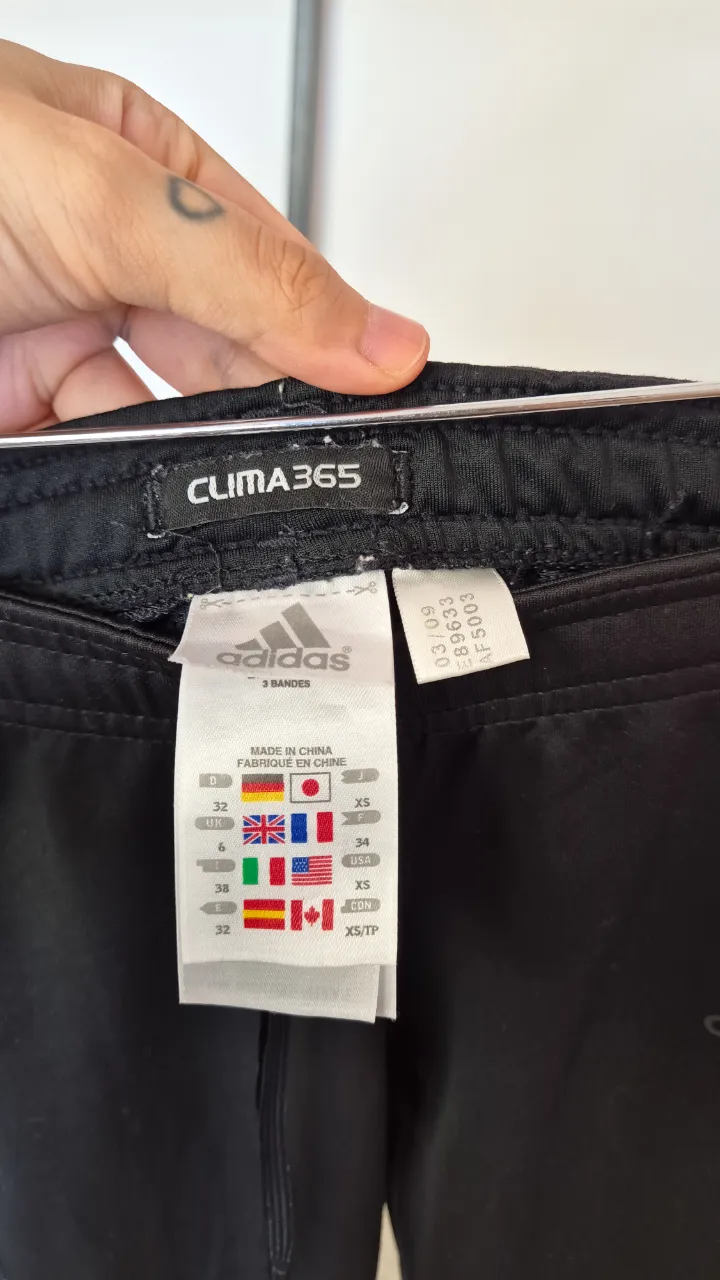 CLIMA365
adidas®
3 BANDES
MADE IN CHINA
FABRIQUÉ EN CHINE
D J
32 XS
UK F
6 34
I USA
38 XS
E CDN
32 XS/TP
03/09
E89633
AF5003